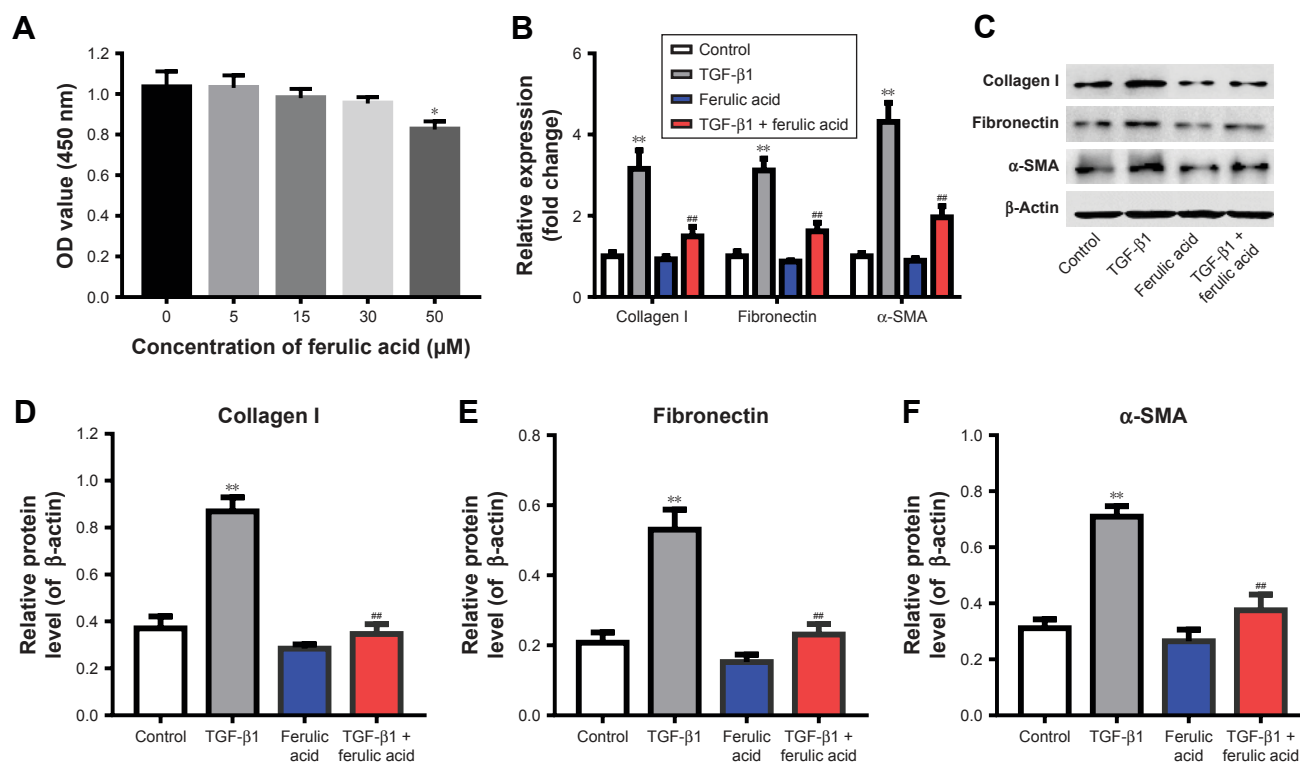 A
OD value (450 nm)
1.2
1.0
0.8
0.6
0.4
0.2
0.0
*
0 5 15 30 50
Concentration of ferulic acid (µM)
B
Relative expression
(fold change)
6
4
2
0
Control
TGF-β1
Ferulic acid
TGF-β1 + ferulic acid
** ## ** ## ** ##
Collagen I Fibronectin α-SMA
C
Collagen I
Fibronectin
α-SMA
β-Actin
Control
TGF-β1
Ferulic acid
TGF-β1 +
ferulic acid
D
Collagen I
Relative protein
level (of β-actin)
1.2
1.0
0.8
0.6
0.4
0.2
0.0
**
##
Control TGF-β1 Ferulic TGF-β1 +
acid ferulic acid
E
Fibronectin
Relative protein
level (of β-actin)
0.8
0.6
0.4
0.2
0.0
**
##
Control TGF-β1 Ferulic TGF-β1 +
acid ferulic acid
F
α-SMA
Relative protein
level (of β-actin)
1.0
0.8
0.6
0.4
0.2
0.0
**
##
Control TGF-β1 Ferulic TGF-β1 +
acid ferulic acid